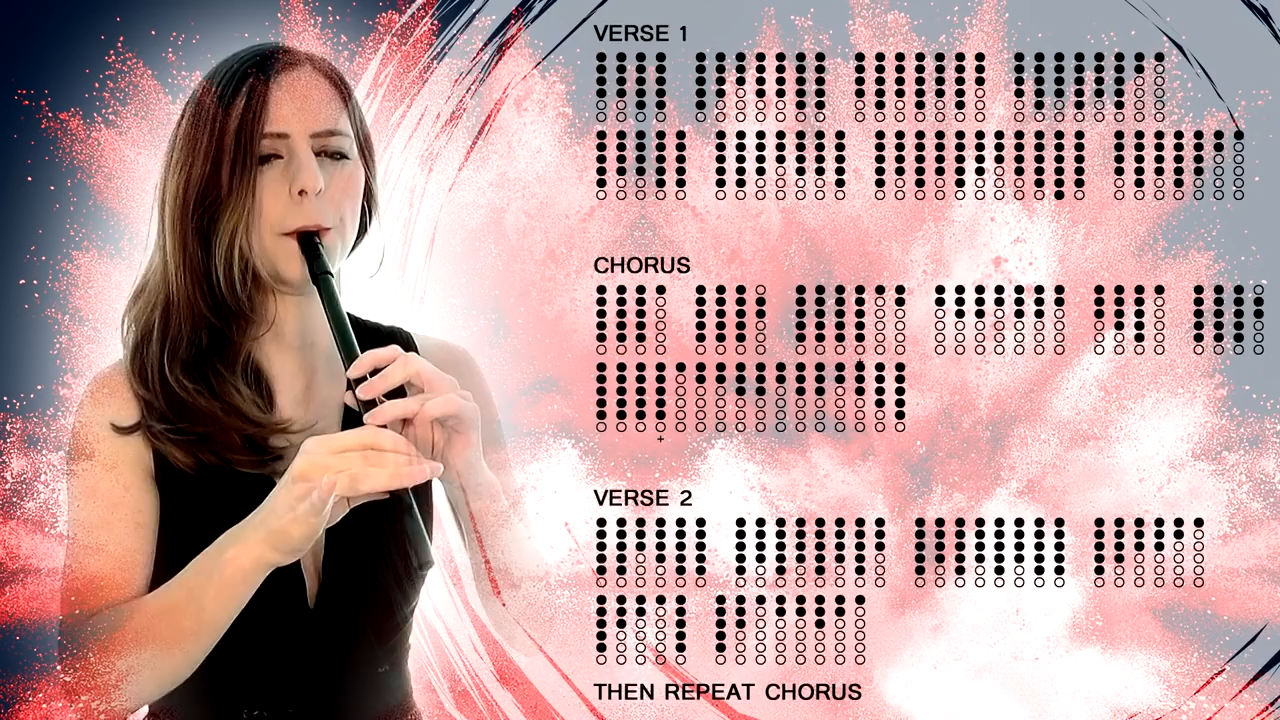 VERSE 1
CHORUS
+
+
VERSE 2
THEN REPEAT CHORUS